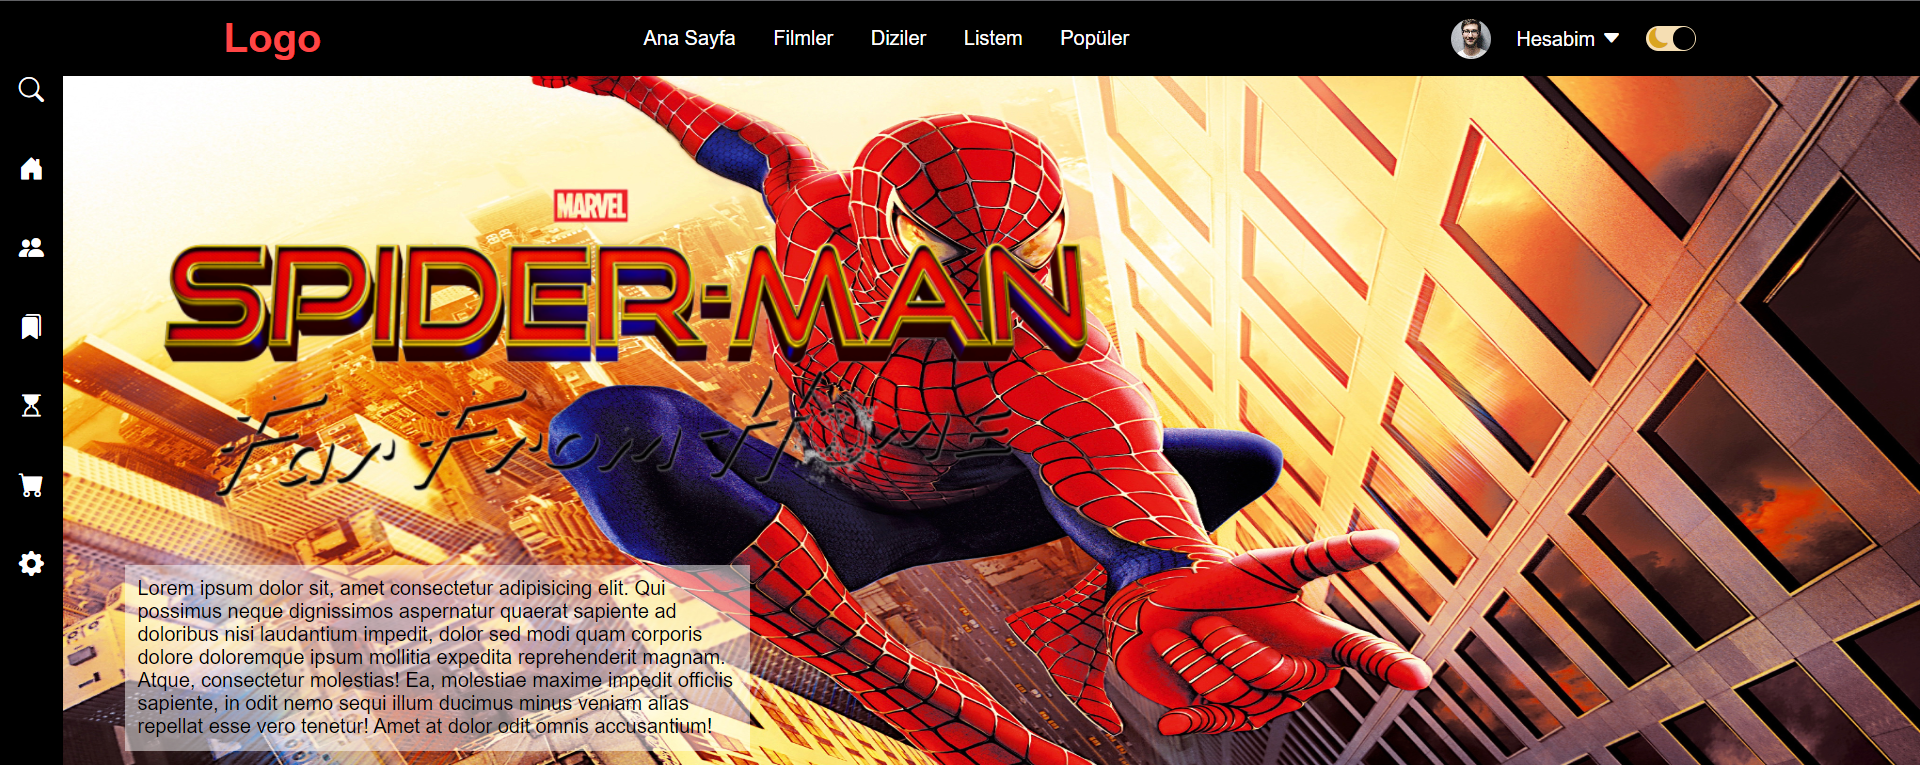 Logo
Ana Sayfa
Filmler
Diziler
Listem
Popüler
Hesabim
MARVEL
SPIDER-MAN
Far From Home
Lorem ipsum dolor sit, amet consectetur adipisicing elit. Qui
possimus neque dignissimos aspernatur quaerat sapiente ad
doloribus nisi laudantium impedit, dolor sed modi quam corporis
dolore doloremque ipsum mollitia expedita reprehenderit magnam.
Atque, consectetur molestias! Ea, molestiae maxime impedit officiis
sapiente, in odit nemo sequi illum ducimus minus veniam alias
repellat esse vero tenetur! Amet at dolor odit omnis accusantium!